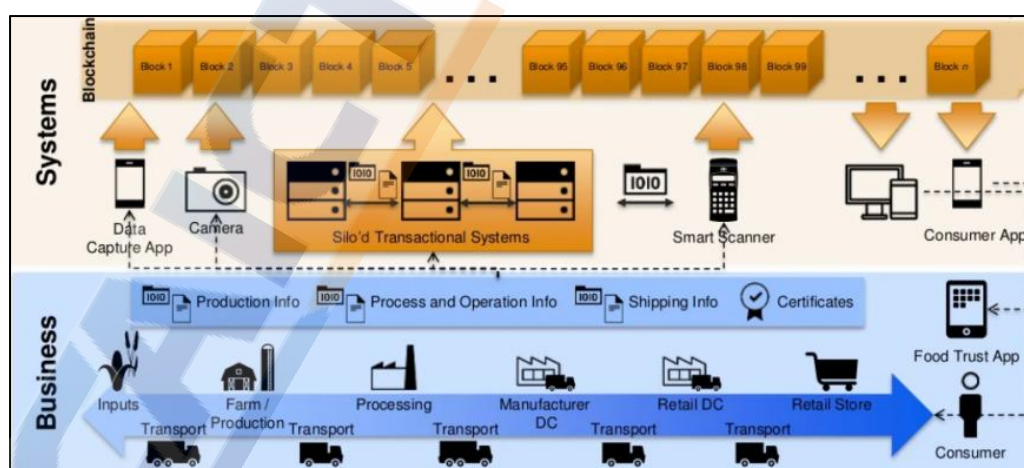 Systems
Blockchain
Block 1
Block 2
Block 3
Block 4
Block 5
. . .
Block 95
Block 96
Block 97
Block 98
Block 99
. . .
Block n
1010
1010
1010
Data
Capture App
Camera
Silo'd Transactional Systems
Smart Scanner
Consumer App
Business
1010
Production Info
1010
Process and Operation Info
1010
Shipping Info
Certificates
Food Trust App
Inputs
Farm /
Production
Processing
Manufacturer
DC
Retail DC
Retail Store
Transport
Transport
Transport
Transport
Transport
Consumer